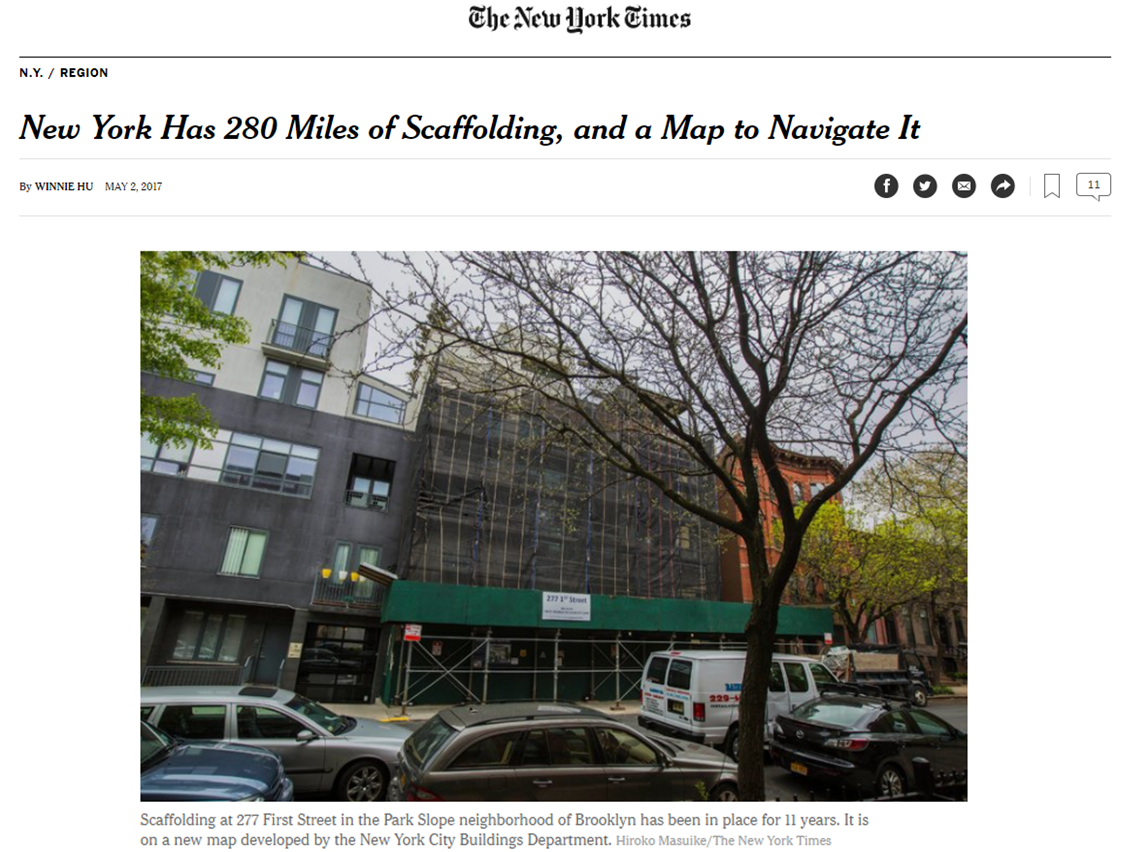 The New York Times
N.Y. / REGION
New York Has 280 Miles of Scaffolding, and a Map to Navigate It
By WINNIE HU MAY 2, 2017
11
277 1st Street
Scaffolding at 277 First Street in the Park Slope neighborhood of Brooklyn has been in place for 11 years. It is
on a new map developed by the New York City Buildings Department. Hiroko Masuike/The New York Times